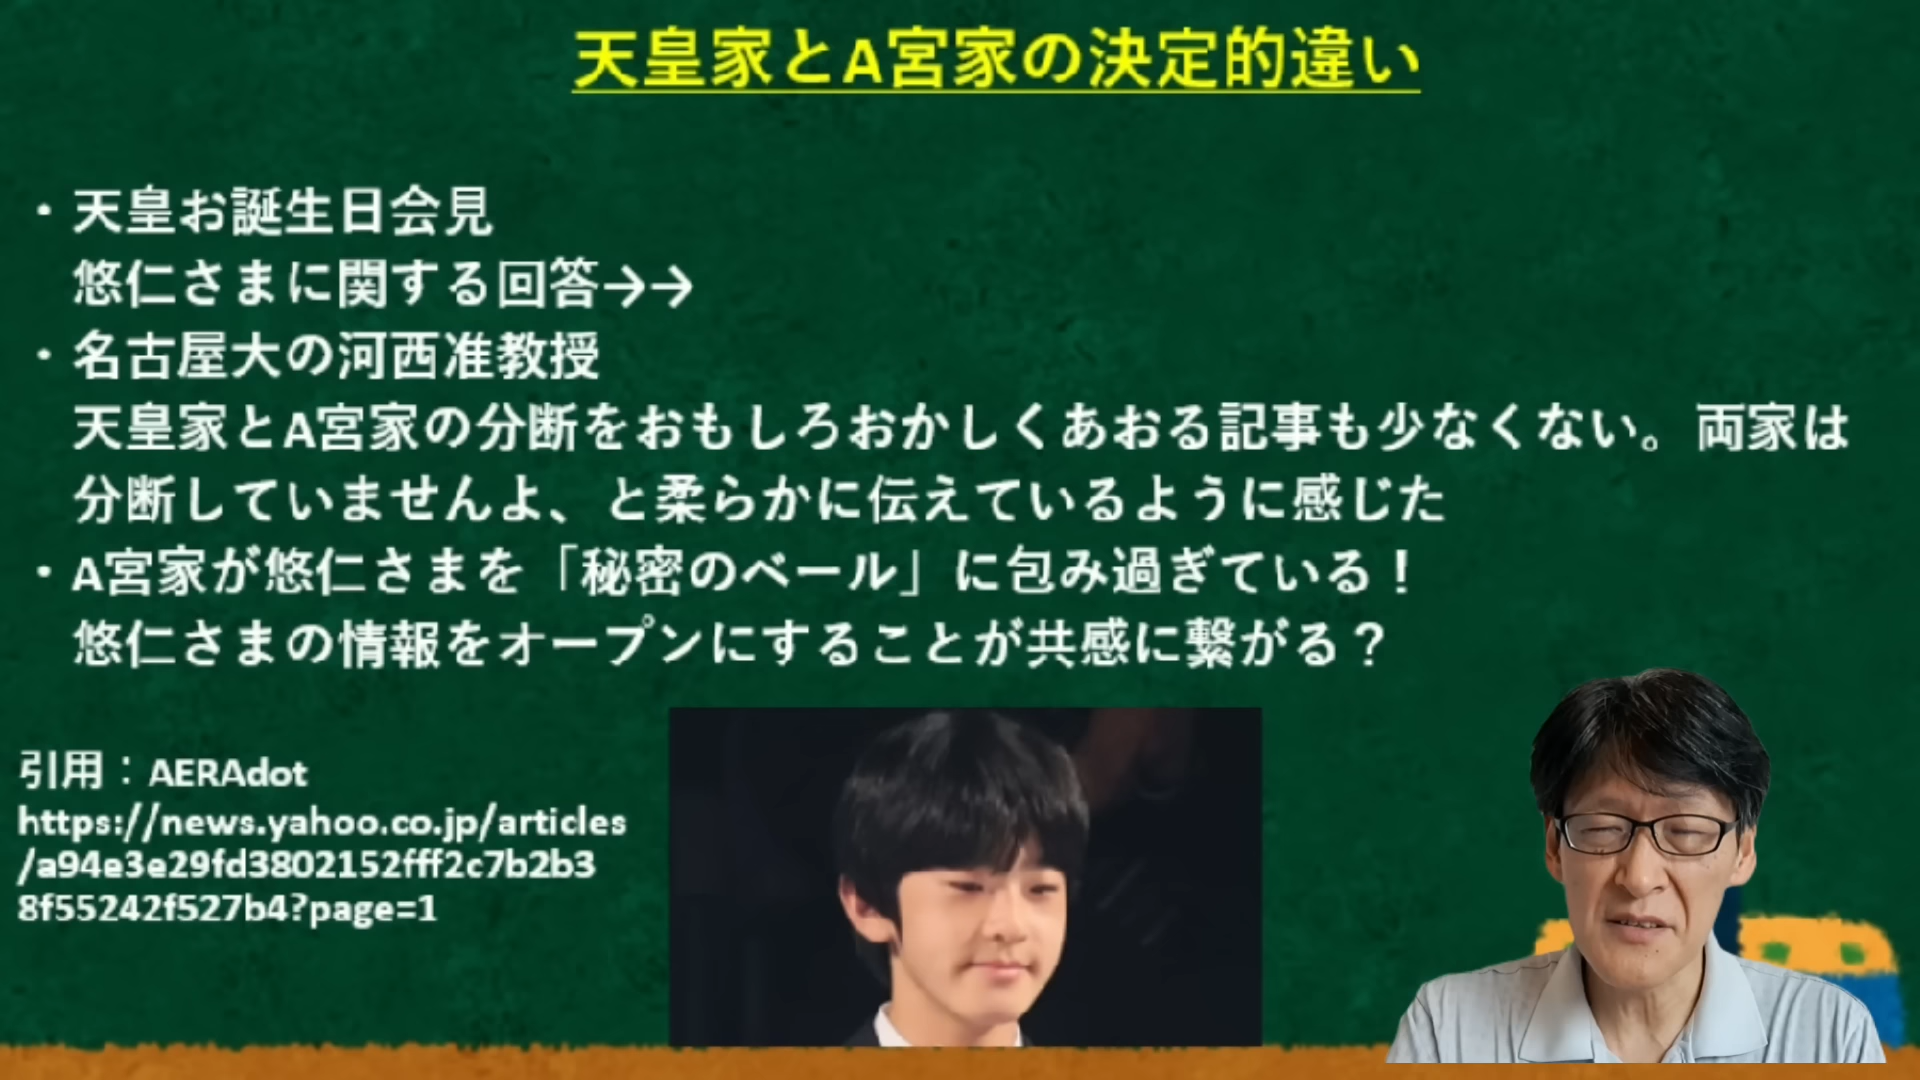 天皇家とA宮家の決定的違い
・天皇お誕生日会見
悠仁さまに関する回答→→
・名古屋大の河西准教授
天皇家とA宮家の分断をおもしろおかしくあおる記事も少なくない。両家は
分断していませんよ、と柔らかに伝えているように感じた
・A宮家が悠仁さまを「秘密のベール」に包み過ぎている！
悠仁さまの情報をオープンにすることが共感に繋がる？
引用：AERAdot
https://news.yahoo.co.jp/articles
/a94e3e29fd3802152fff2c7b2b3
8f55242f527b4?page=1